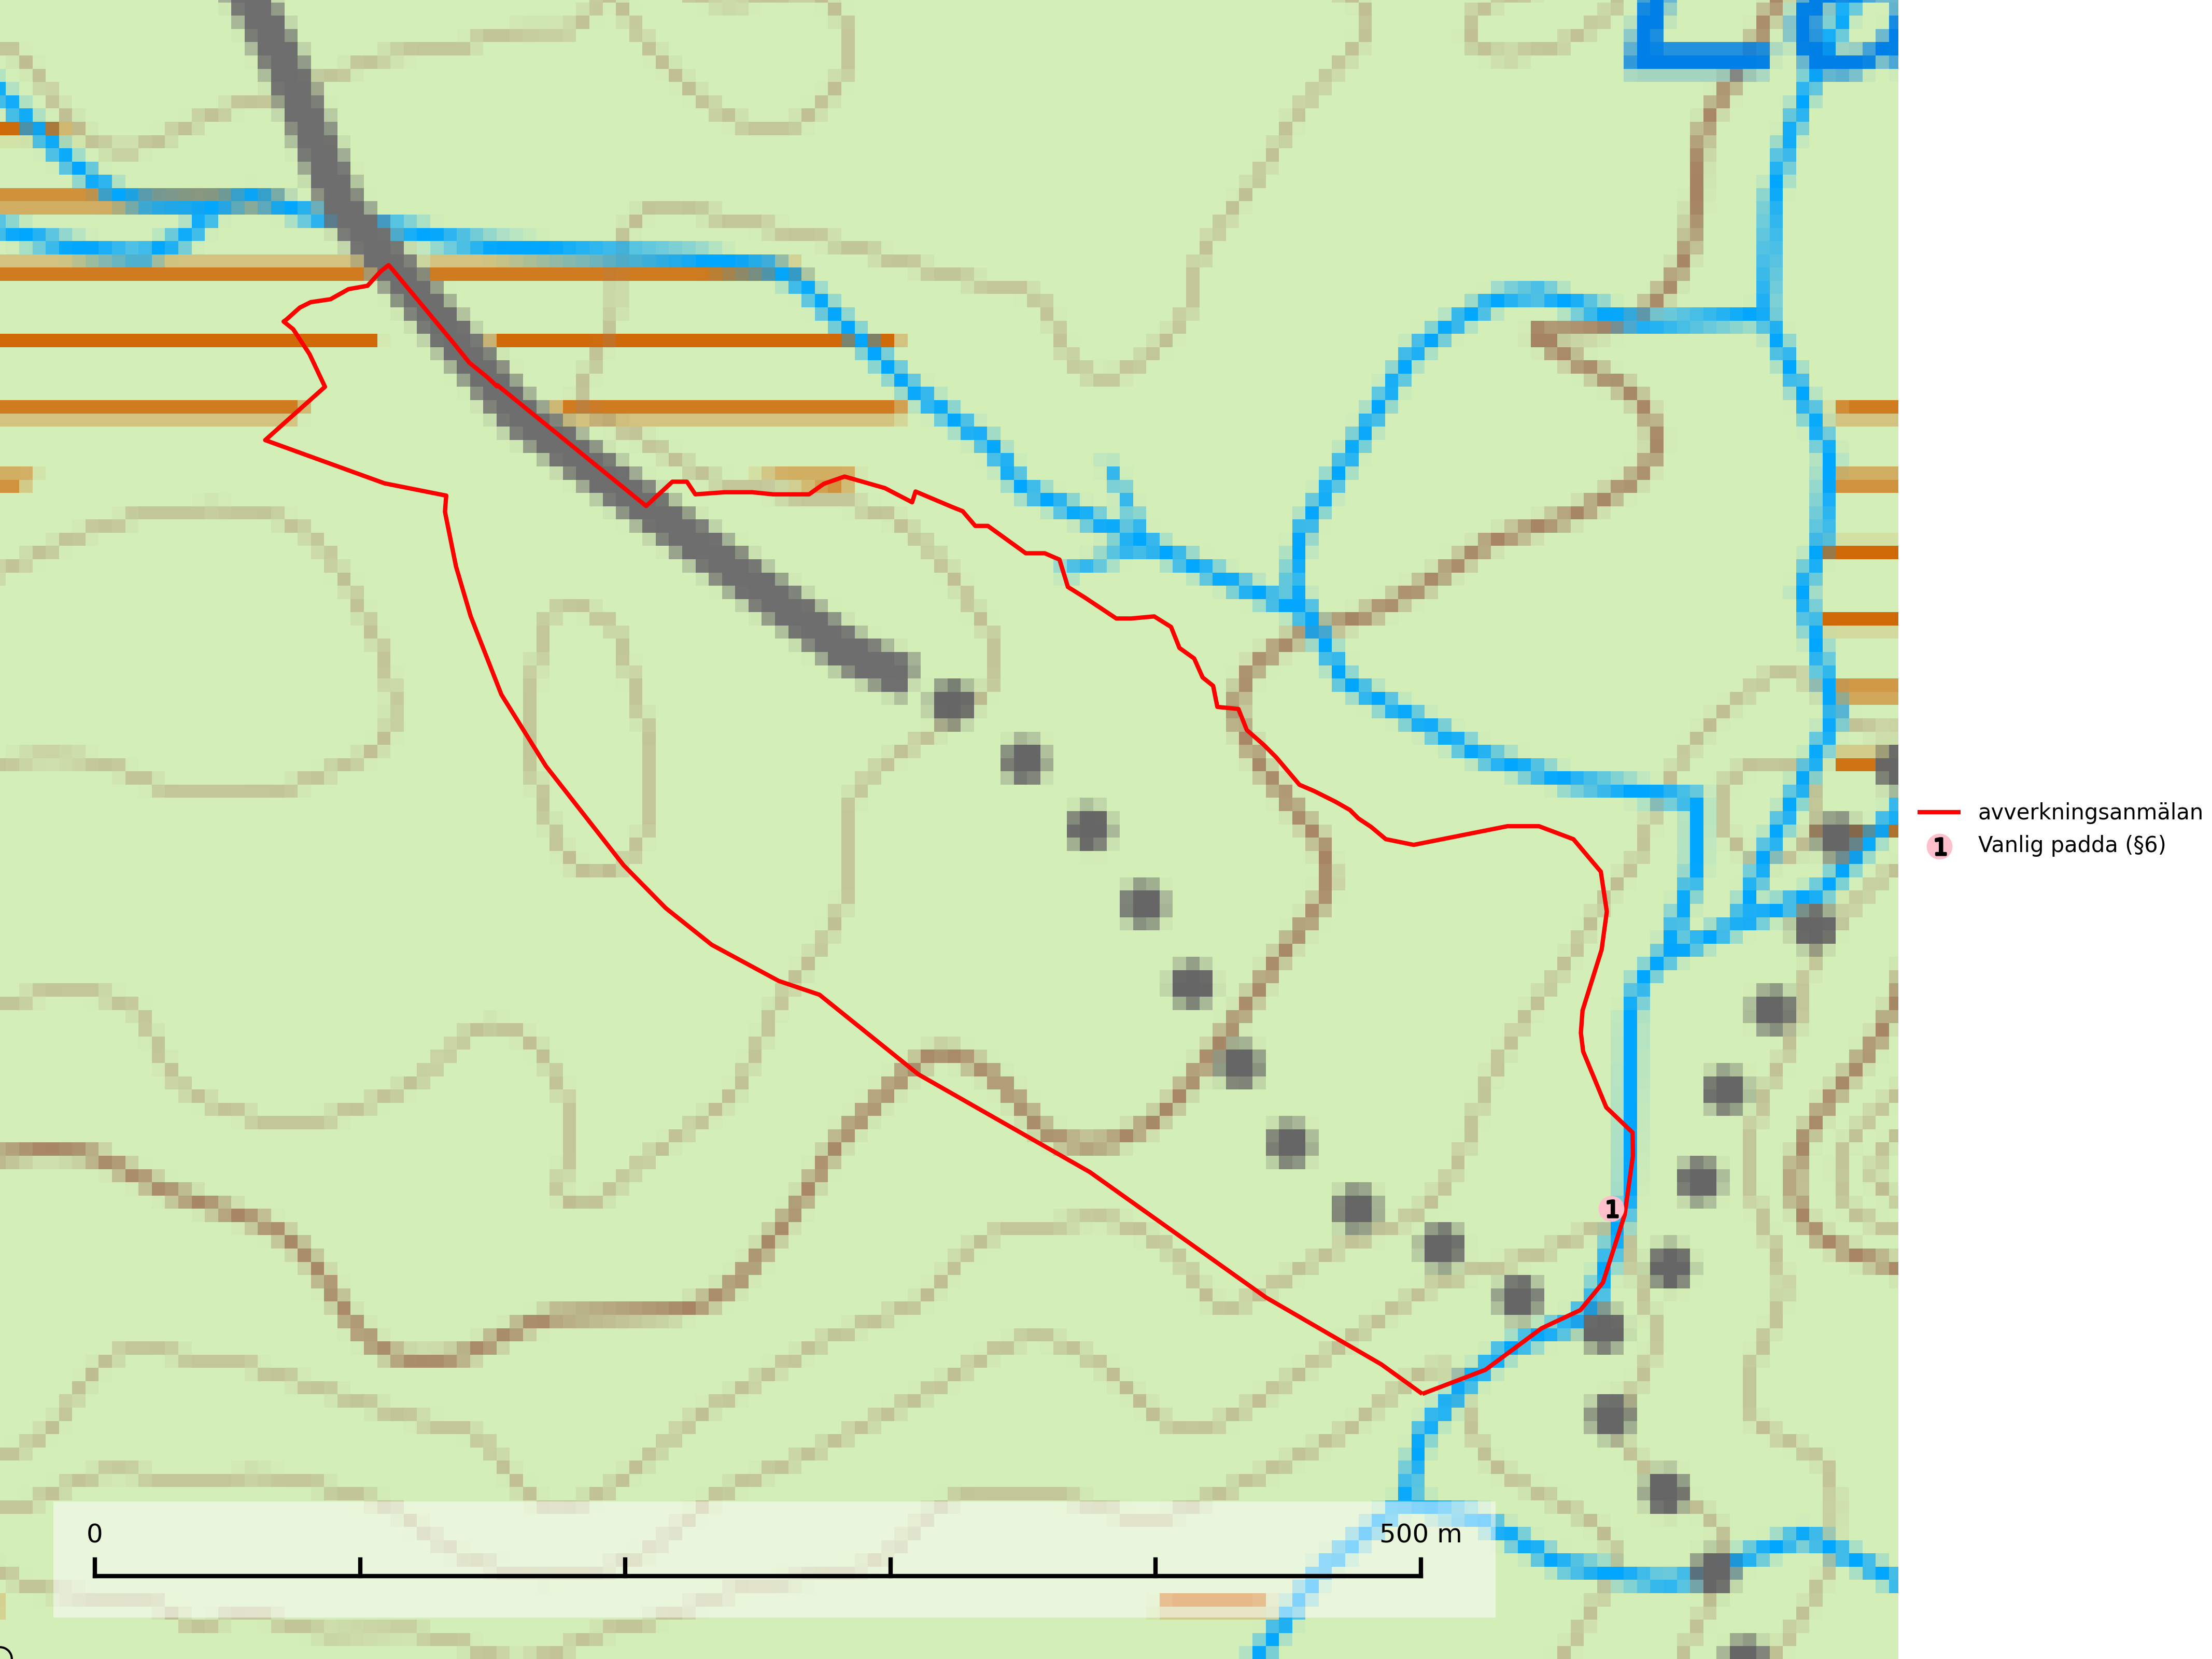 avverkningsanmälan
1 Vanlig padda (§6)
1
0 500 m